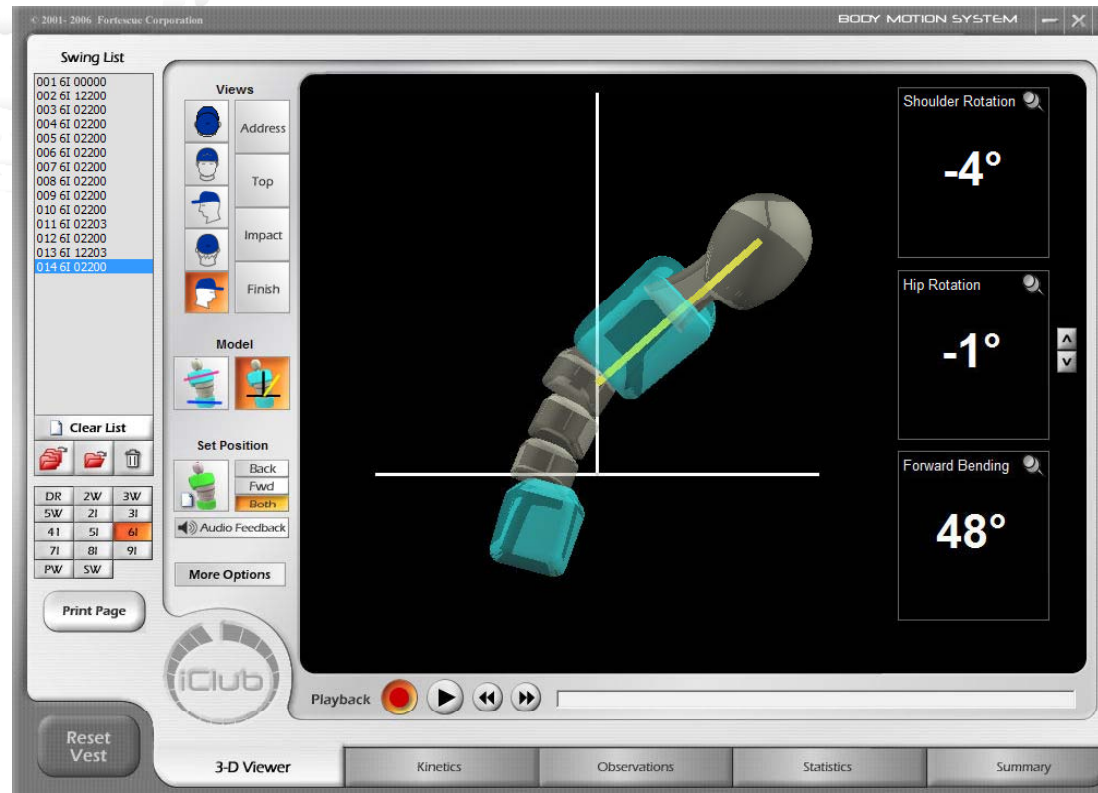 © 2001- 2006 Fortescue Corporation
BODY MOTION SYSTEM
Swing List
001 6I 00000
002 6I 12200
003 6I 02200
004 6I 02200
005 6I 02200
006 6I 02200
007 6I 02200
008 6I 02200
009 6I 02200
010 6I 02200
011 6I 02203
012 6I 02200
013 6I 12203
014 6I 02200
Clear List
DR 2W 3W
5W 2I 3I
4I 5I 6I
7I 8I 9I
PW SW
Print Page
Reset
Vest
Views
Address
Top
Impact
Finish
Model
Set Position
Back
Fwd
Both
Audio Feedback
More Options
iClub
Shoulder Rotation
-4°
Hip Rotation
-1°
Forward Bending
48°
Playback
3-D Viewer
Kinetics
Observations
Statistics
Summary